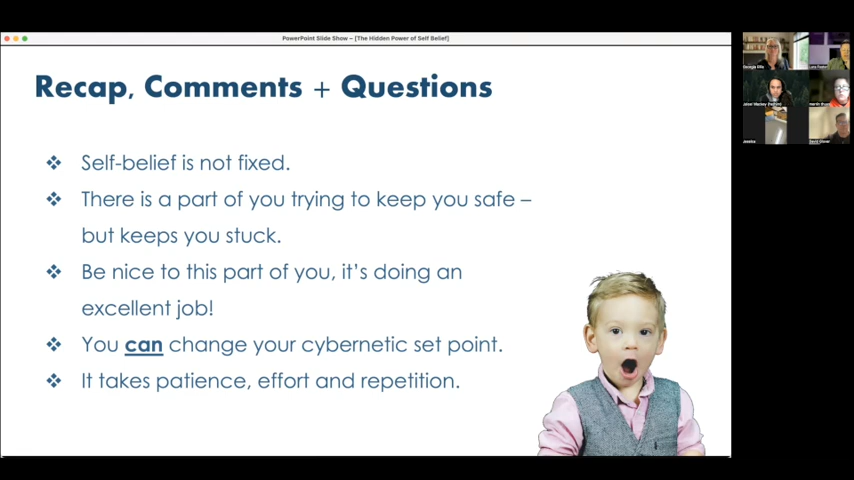 PowerPoint Slide Show - [The Hidden Power of Self Belief]
Recap, Comments + Questions
❖ Self-belief is not fixed.
❖ There is a part of you trying to keep you safe –
but keeps you stuck.
❖ Be nice to this part of you, it's doing an
excellent job!
❖ You can change your cybernetic set point.
❖ It takes patience, effort and repetition.
Jessica